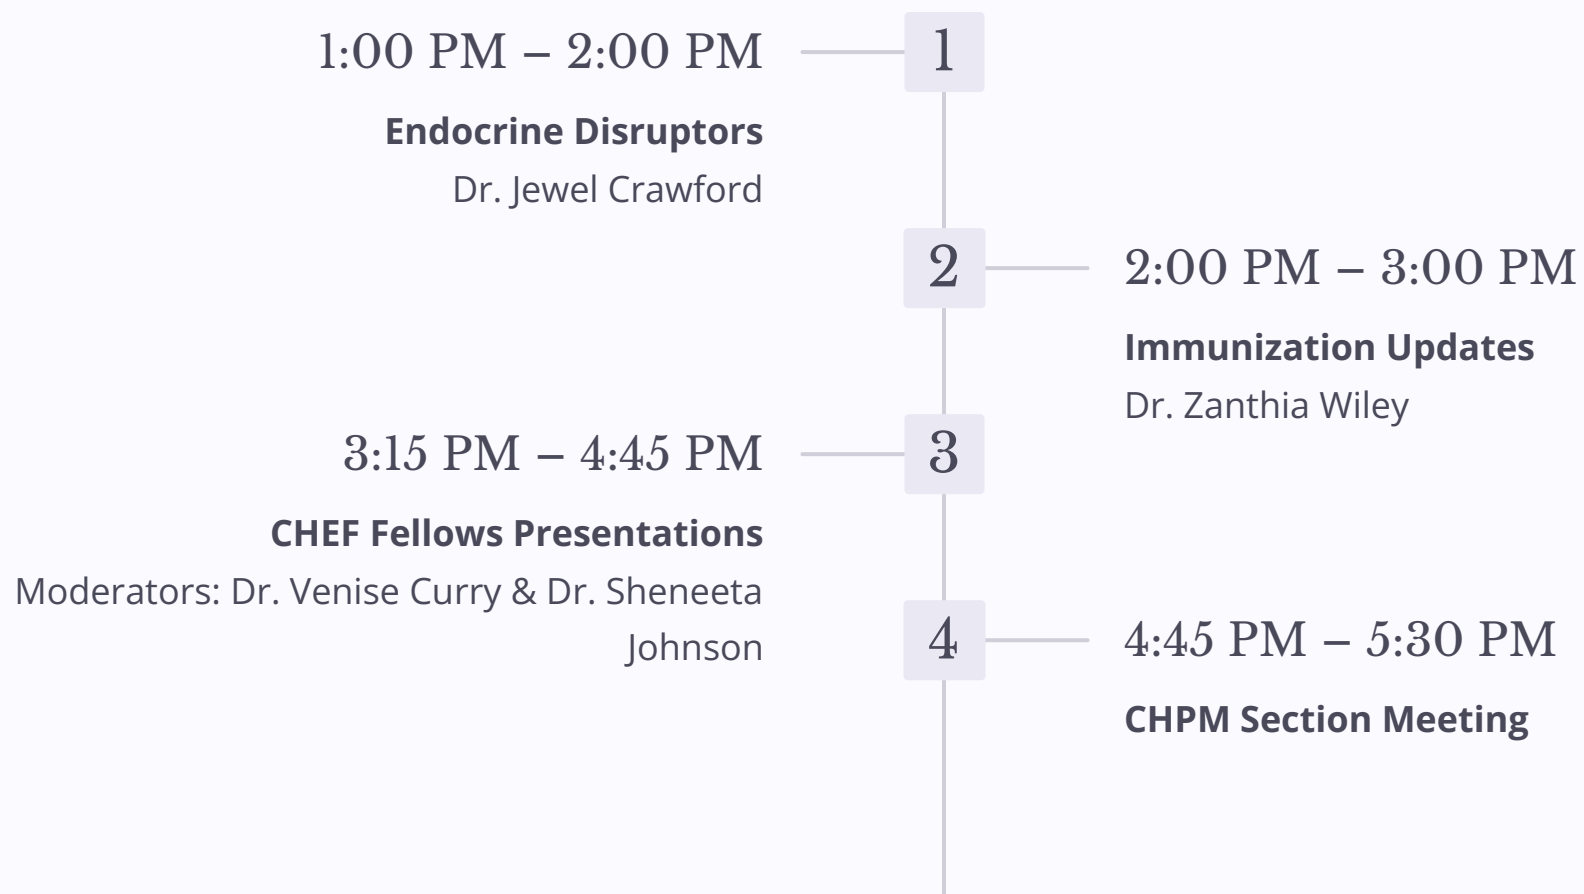 1:00 PM – 2:00 PM
1
Endocrine Disruptors
Dr. Jewel Crawford
2
2:00 PM – 3:00 PM
Immunization Updates
Dr. Zanthia Wiley
3:15 PM – 4:45 PM
3
CHEF Fellows Presentations
Moderators: Dr. Venise Curry & Dr. Sheneeta
Johnson
4
4:45 PM – 5:30 PM
CHPM Section Meeting